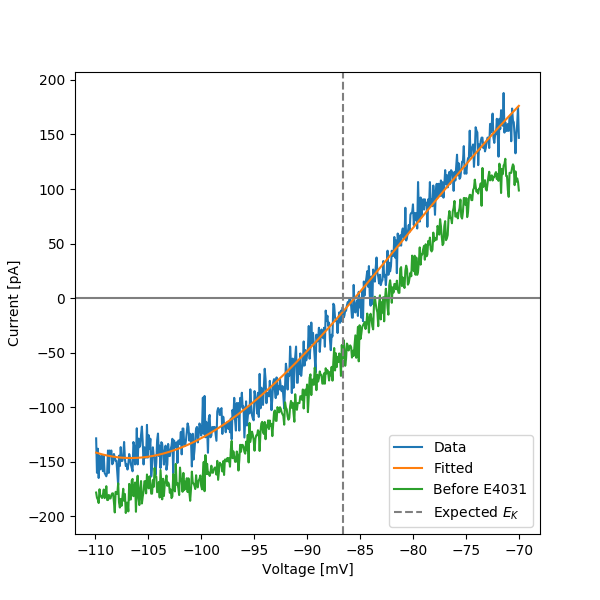 200
150
100
50
0
−50
−100
−150
−200
Current [pA]
−110 −105 −100 −95 −90 −85 −80 −75 −70
Voltage [mV]
Data
Fitted
Before E4031
Expected E_K